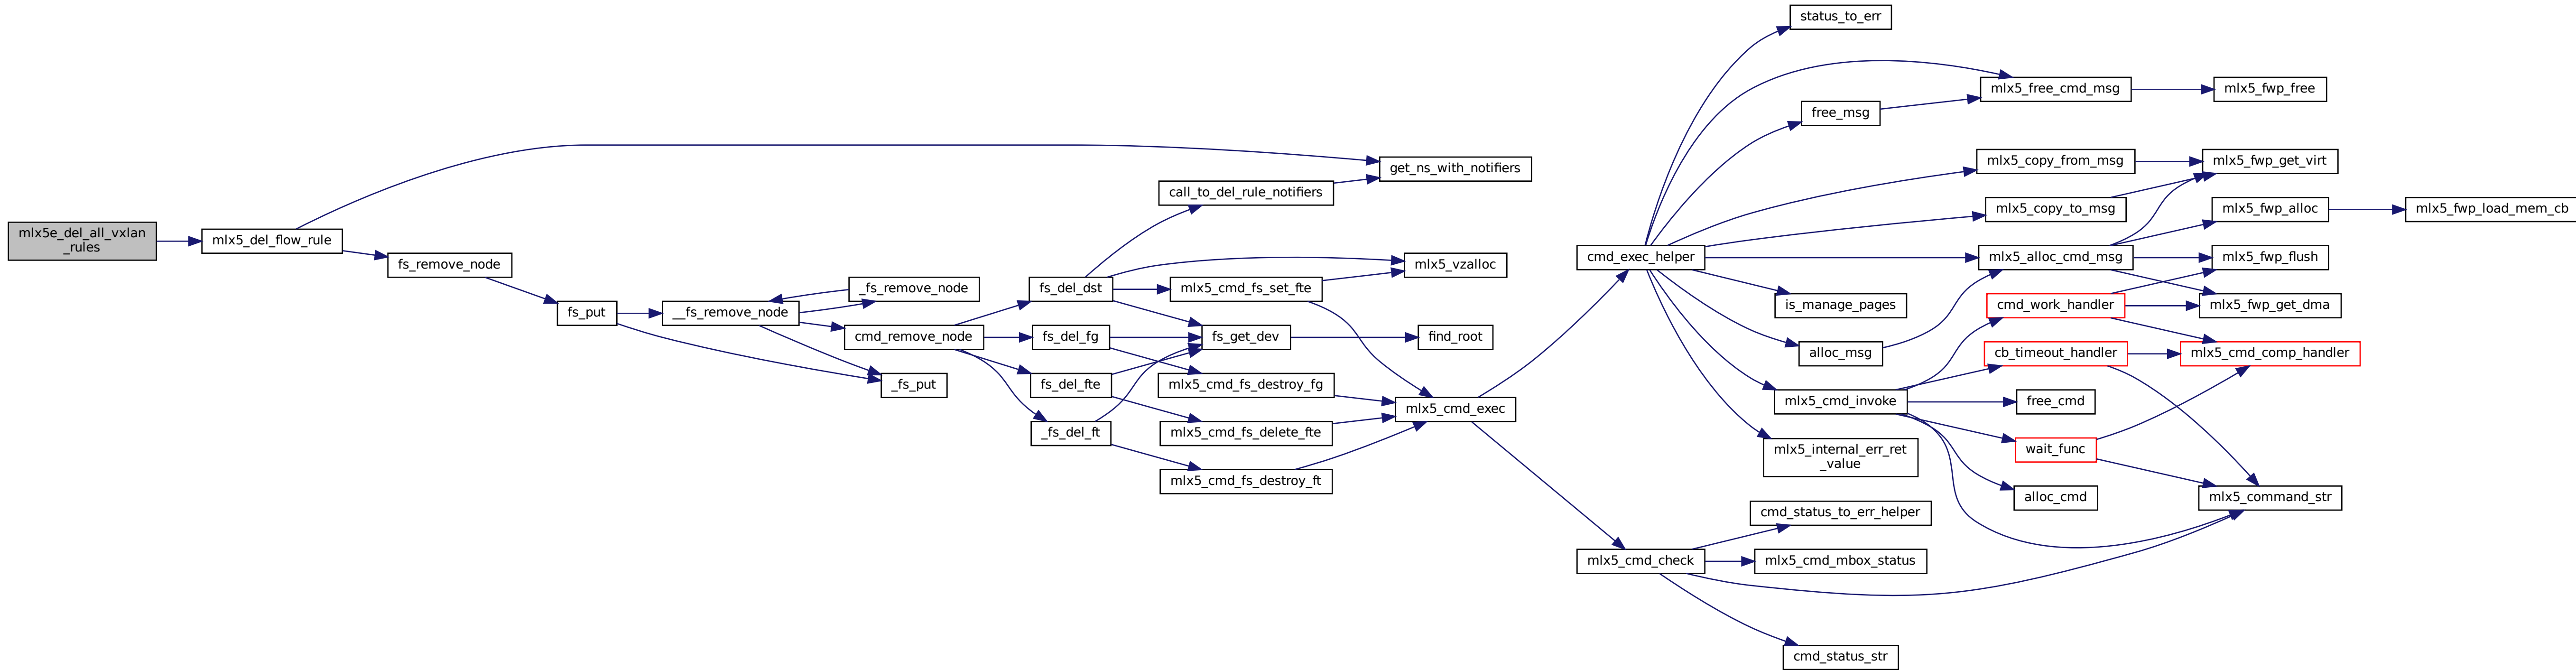 mlx5e_del_all_vxlan
_rules
mlx5_del_flow_rule
fs_remove_node
fs_put
__fs_remove_node
_fs_remove_node
cmd_remove_node
_fs_put
fs_del_dst
fs_del_fg
fs_del_fte
_fs_del_ft
call_to_del_rule_notifiers
mlx5_cmd_fs_set_fte
fs_get_dev
mlx5_cmd_fs_destroy_fg
mlx5_cmd_fs_delete_fte
mlx5_cmd_fs_destroy_ft
get_ns_with_notifiers
mlx5_vzalloc
find_root
mlx5_cmd_exec
cmd_exec_helper
mlx5_cmd_check
status_to_err
free_msg
is_manage_pages
alloc_msg
mlx5_cmd_invoke
mlx5_internal_err_ret
_value
cmd_status_to_err_helper
mlx5_cmd_mbox_status
cmd_status_str
mlx5_free_cmd_msg
mlx5_copy_from_msg
mlx5_copy_to_msg
mlx5_alloc_cmd_msg
cmd_work_handler
cb_timeout_handler
free_cmd
wait_func
alloc_cmd
mlx5_fwp_free
mlx5_fwp_get_virt
mlx5_fwp_alloc
mlx5_fwp_flush
mlx5_fwp_get_dma
mlx5_cmd_comp_handler
mlx5_command_str
mlx5_fwp_load_mem_cb